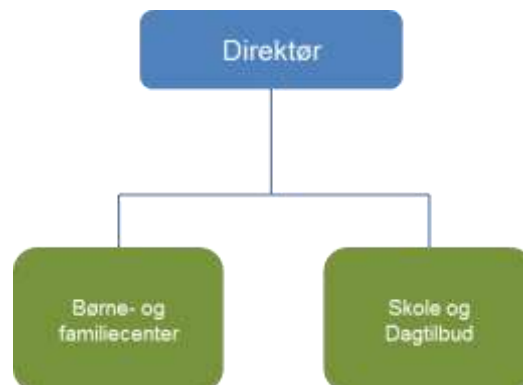 Direktør
Børne- og
familiecenter
Skole og
Dagtilbud